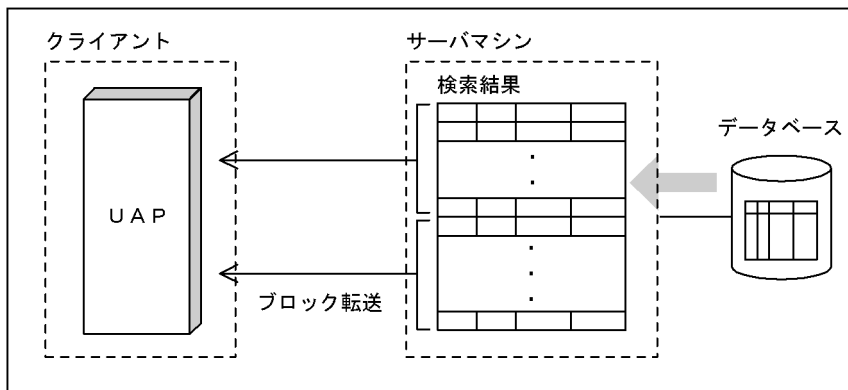 クライアント
サーバマシン
検索結果
データベース
ＵＡＰ
ブロック転送